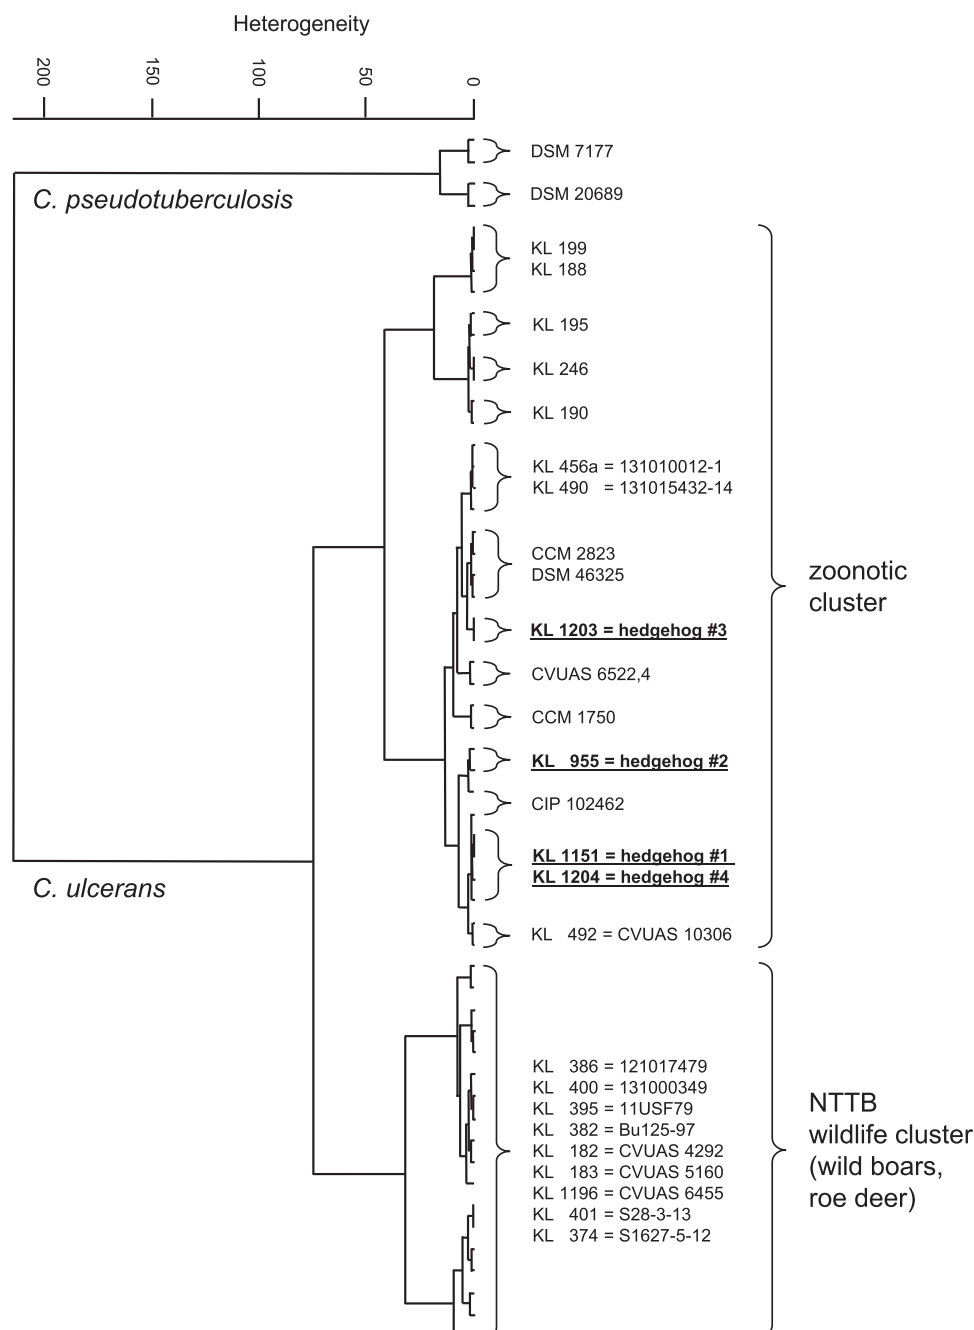 Heterogeneity
200 150 100 50 0
DSM 7177
C. pseudotuberculosis
DSM 20689
KL 199
KL 188
KL 195
KL 246
KL 190
KL 456a = 131010012-1
KL 490 = 131015432-14
CCM 2823
DSM 46325
zoonotic
cluster
KL 1203 = hedgehog #3
CVUAS 6522,4
CCM 1750
KL 955 = hedgehog #2
CIP 102462
KL 1151 = hedgehog #1
KL 1204 = hedgehog #4
C. ulcerans
KL 492 = CVUAS 10306
KL 386 = 121017479
KL 400 = 131000349
KL 395 = 11USF79
KL 382 = Bu125-97
KL 182 = CVUAS 4292
KL 183 = CVUAS 5160
KL 1196 = CVUAS 6455
KL 401 = S28-3-13
KL 374 = S1627-5-12
NTTB
wildlife cluster
(wild boars,
roe deer)